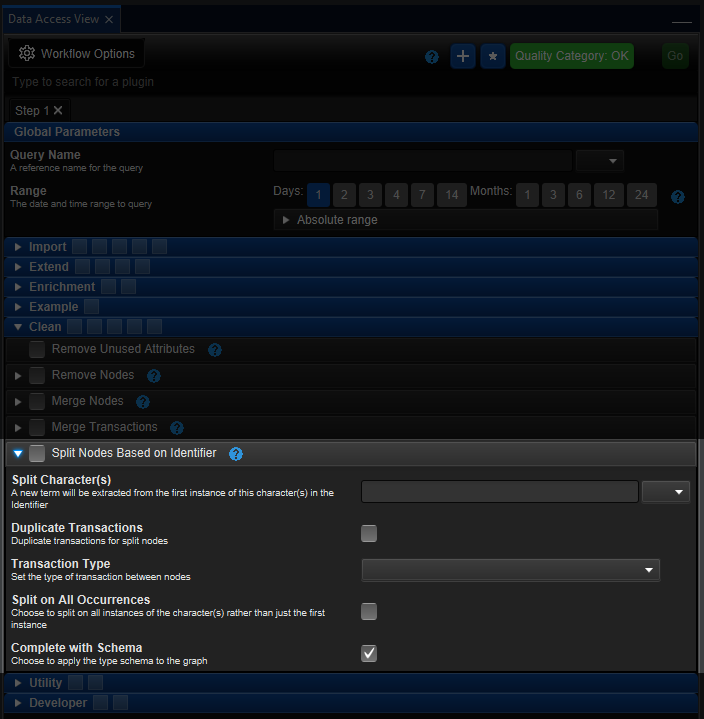 Data Access View
Workflow Options
Quality Category: OK
Go
Type to search for a plugin
Step 1
Global Parameters
Query Name
A reference name for the query
Range
The date and time range to query
Days: 1 2 3 4 7 14 Months: 1 3 6 12 24
Absolute range
Import
Extend
Enrichment
Example
Clean
Remove Unused Attributes
Remove Nodes
Merge Nodes
Merge Transactions
Split Nodes Based on Identifier
Split Character(s)
A new term will be extracted from the first instance of this character(s) in the
Identifier
Duplicate Transactions
Duplicate transactions for split nodes
Transaction Type
Set the type of transaction between nodes
Split on All Occurrences
Choose to split on all instances of the character(s) rather than just the first
instance
Complete with Schema
Choose to apply the type schema to the graph
Utility
Developer